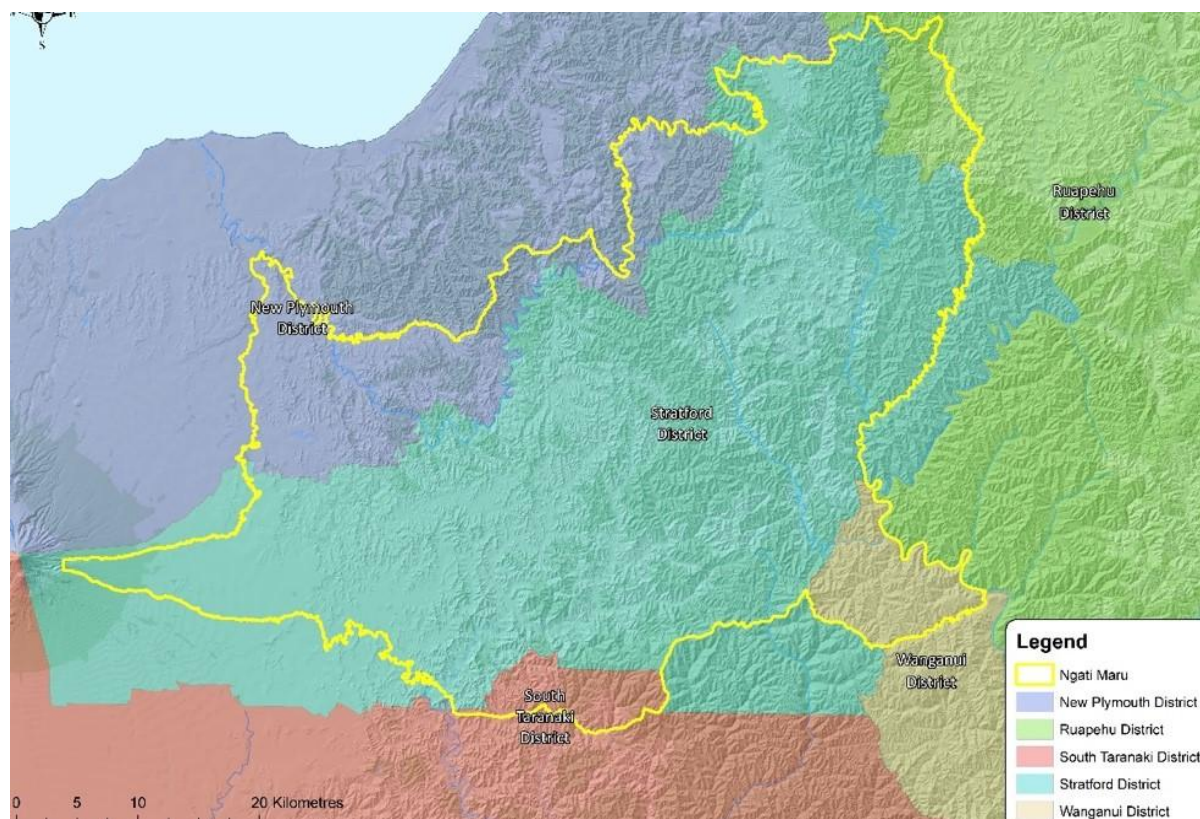 S
New Plymouth
District
Ruapehu
District
Stratford
District
Wanganui
District
South
Taranaki
District
Legend
Ngati Maru
New Plymouth District
Ruapehu District
South Taranaki District
Stratford District
Wanganui District
0 5 10 20 Kilometres